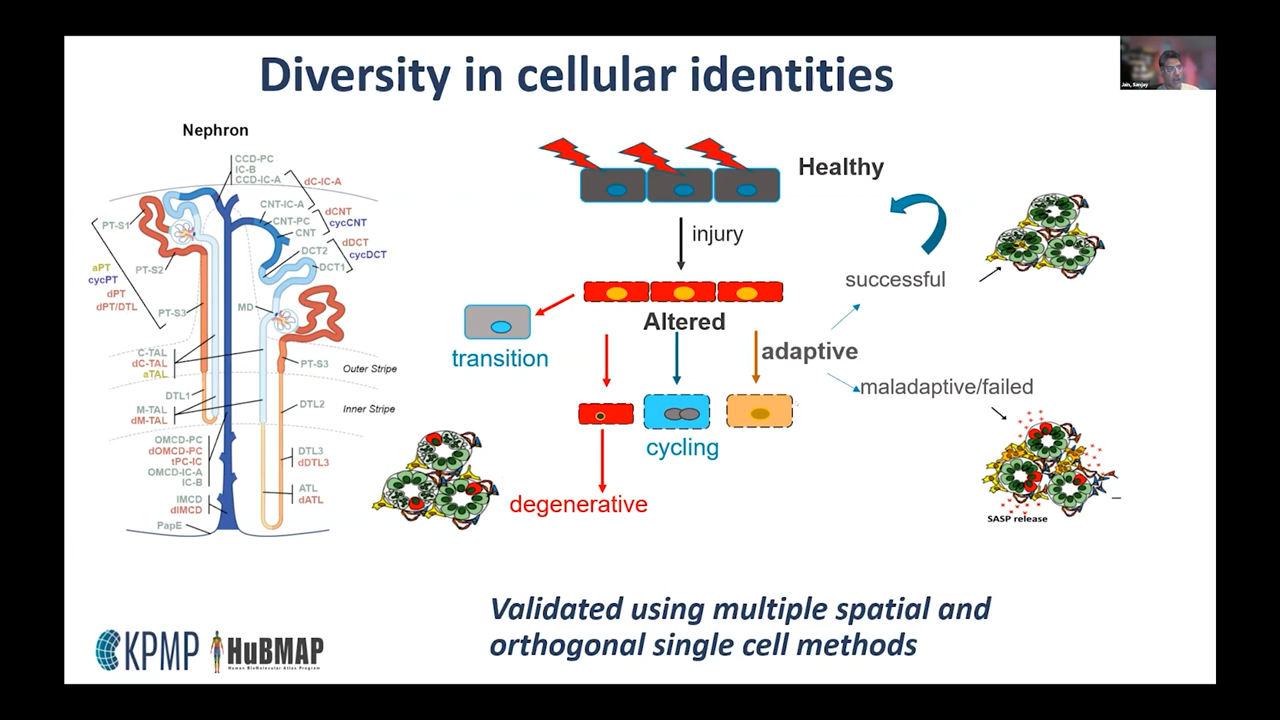 Diversity in cellular identities
Jain, Sanjay
Nephron
CCD-PC
IC-B
CCD-IC-A
dC-IC-A
CNT-IC-A
dCNT
cycCNT
CNT-PC
CNT
dDCT
cycDCT
DCT2
DCT1
PT-S1
PT-S2
aPT
cycPT
dPT
dPT/DTL
PT-S3
MD
C-TAL
dC-TAL
aTAL
PT-S3
Outer Stripe
DTL1
M-TAL
dM-TAL
DTL2
Inner Stripe
OMCD-PC
dOMCD-PC
tPC-IC
OMCD-IC-A
IC-B
DTL3
dDTL3
IMCD
dIMCD
ATL
dATL
PapE
Healthy
injury
Altered
transition
successful
adaptive
maladaptive/failed
cycling
degenerative
SASP release
Validated using multiple spatial and
orthogonal single cell methods
KPMP
HuBMAP
Human BioMolecular Atlas Program